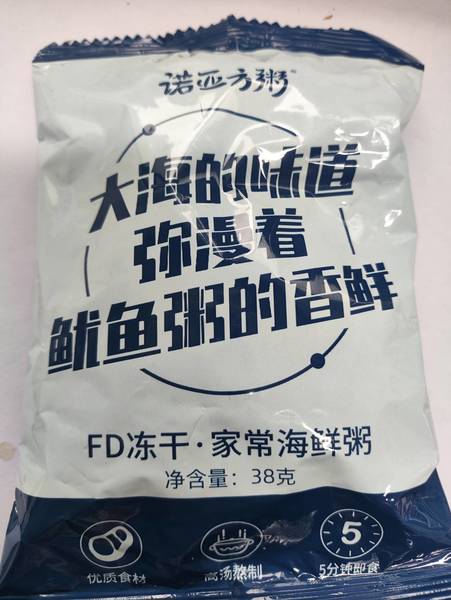 诺亚方粥
大海的味道
弥漫着
鱿鱼粥的香鲜
FD冻干·家常海鲜粥
净含量：38克
5
优质食材 高汤熬制 5分钟即食